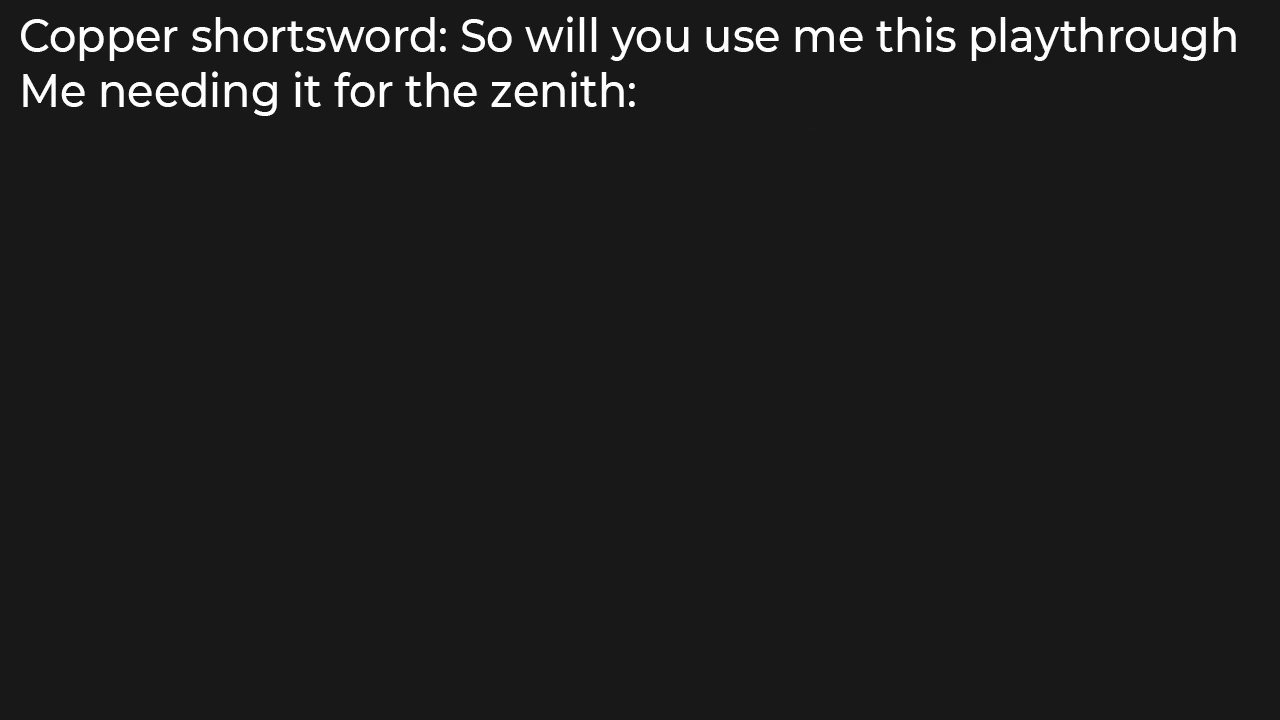 Copper shortsword: So will you use me this playthrough
Me needing it for the zenith: